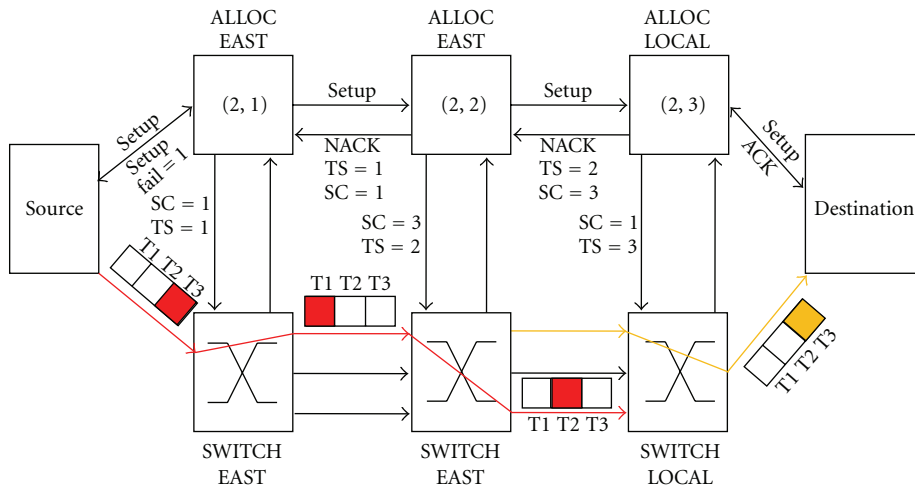 ALLOC
EAST
ALLOC
EAST
ALLOC
LOCAL
(2, 1)
Setup
(2, 2)
Setup
(2, 3)
Setup
Setup
fail = 1
NACK
TS = 1
SC = 1
NACK
TS = 2
SC = 3
Setup
ACK
Source
Destination
SC = 1
TS = 1
SC = 3
TS = 2
SC = 1
TS = 3
T1 T2 T3
T1 T2 T3
T1 T2 T3
T1 T2 T3
SWITCH
EAST
SWITCH
EAST
SWITCH
LOCAL